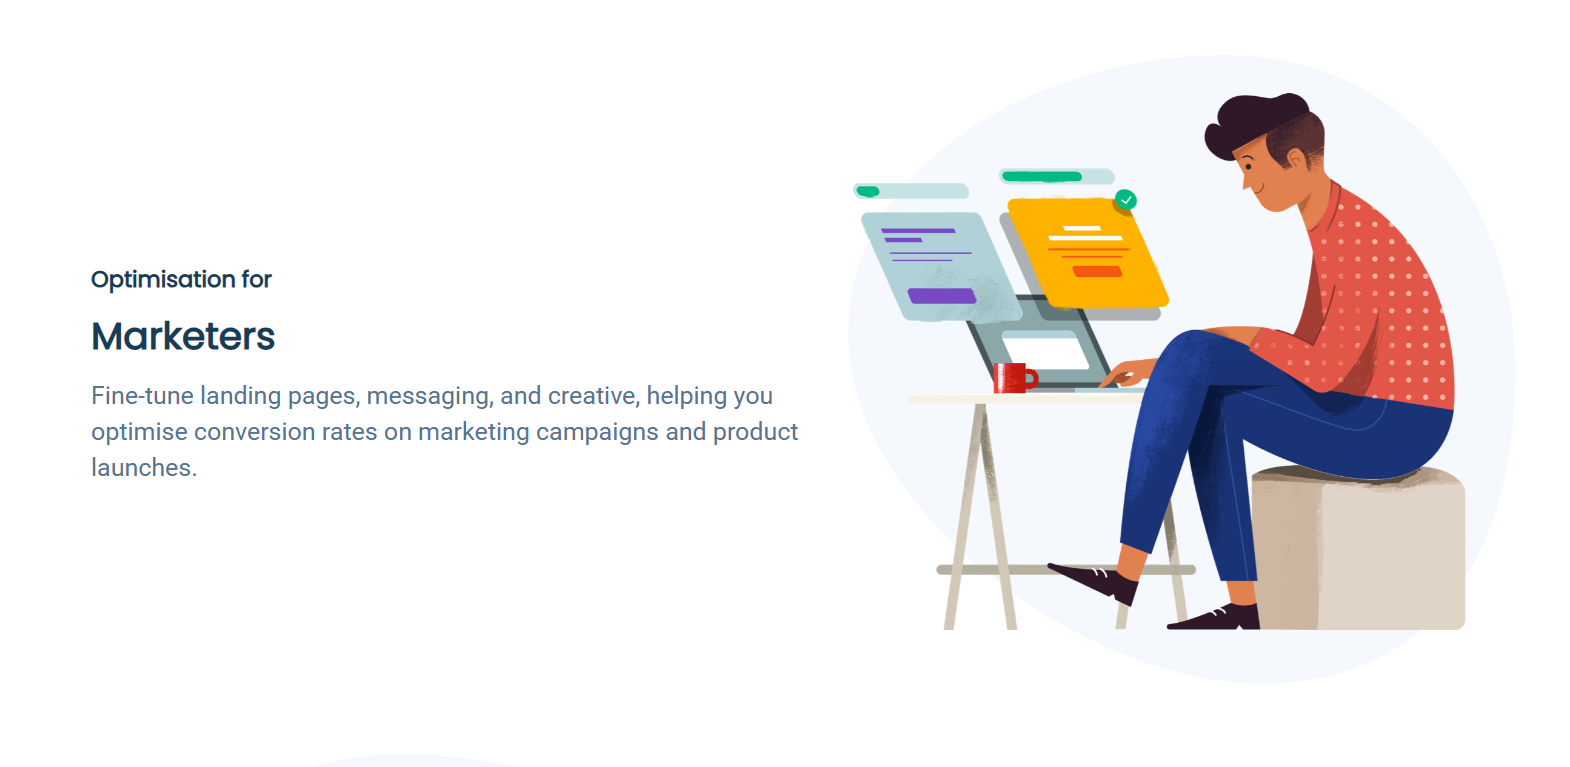 Optimisation for
Marketers
Fine-tune landing pages, messaging, and creative, helping you
optimise conversion rates on marketing campaigns and product
launches.